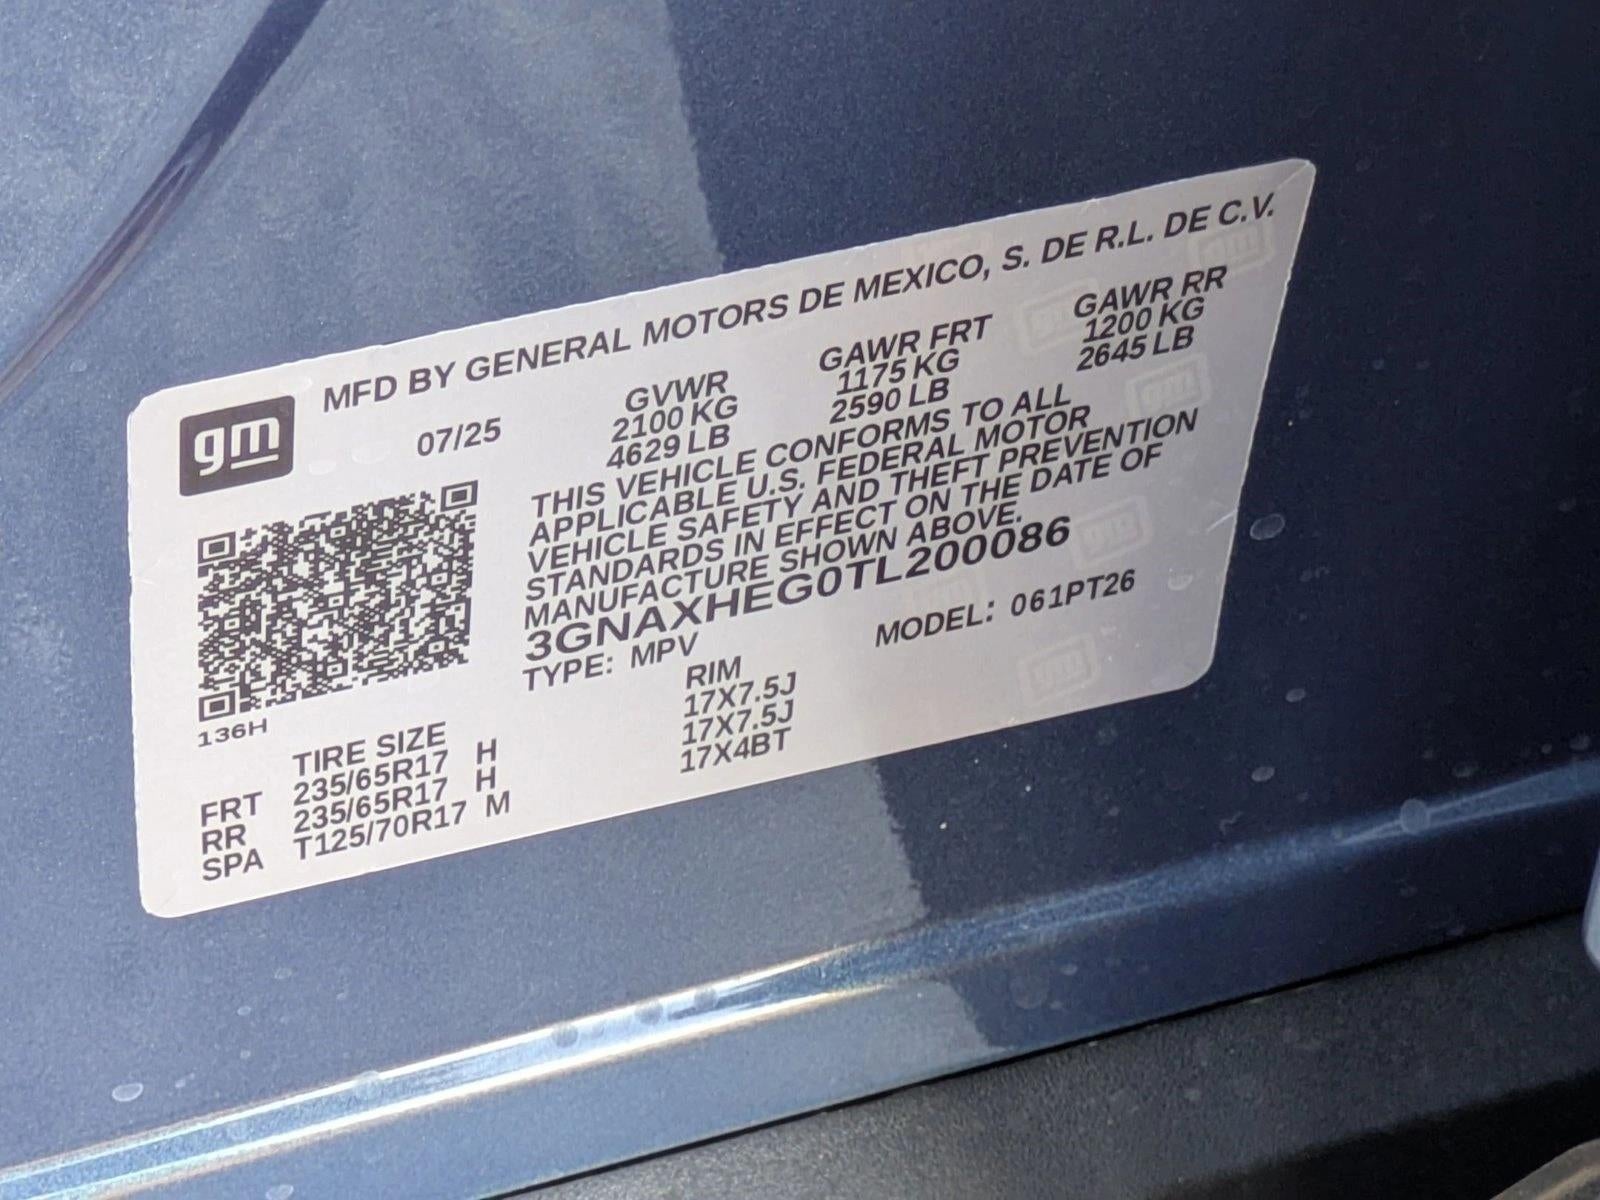 MFD BY GENERAL MOTORS DE MEXICO, S. DE R.L. DE C.V.
gm
07/25
GVWR GAWR FRT GAWR RR
2100 KG 1175 KG 1200 KG
4629 LB 2590 LB 2645 LB
THIS VEHICLE CONFORMS TO ALL
APPLICABLE U.S. FEDERAL MOTOR
VEHICLE SAFETY AND THEFT PREVENTION
STANDARDS IN EFFECT ON THE DATE OF
MANUFACTURE SHOWN ABOVE.
3GNAXHEG0TL200086
TYPE: MPV MODEL: 061PT26
136H
TIRE SIZE RIM
FRT 235/65R17 H 17X7.5J
RR 235/65R17 H 17X7.5J
SPA T125/70R17 M 17X4BT